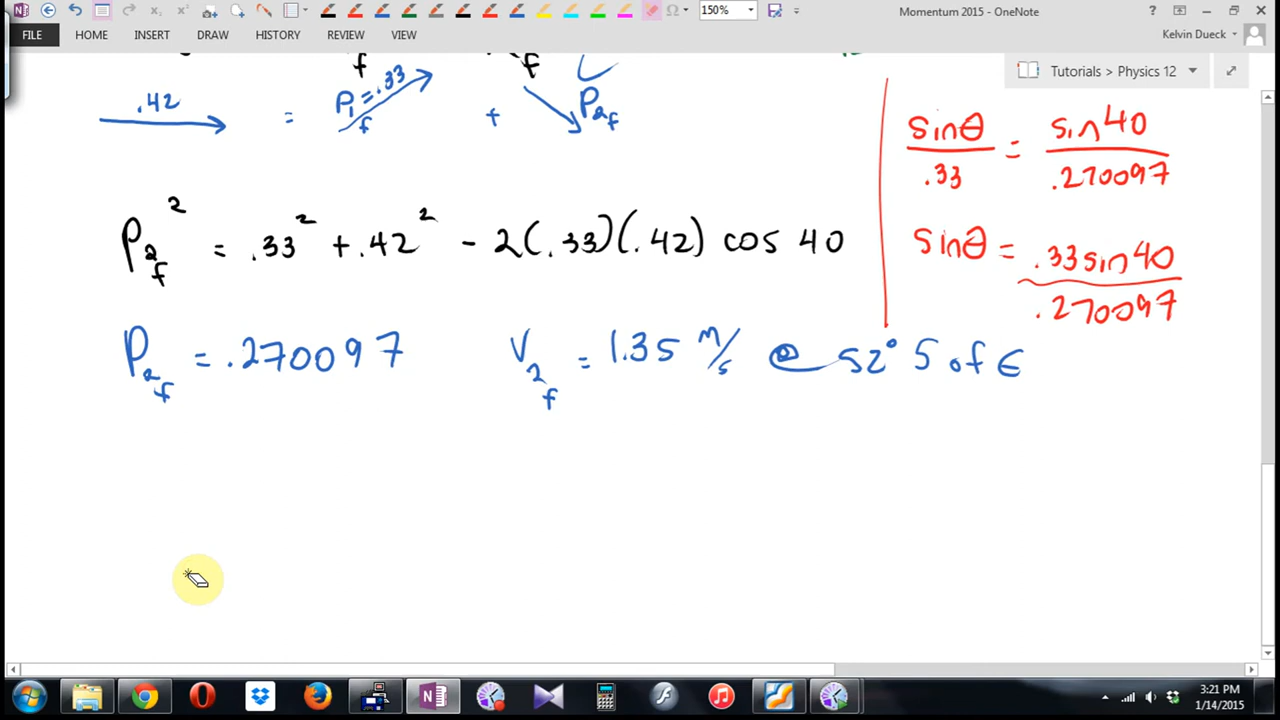 150%
Momentum 2015 - OneNote
FILE HOME INSERT DRAW HISTORY REVIEW VIEW
Kelvin Dueck
Tutorials > Physics 12
f f
.42 = P1f = .33 + P2f
sinθ/.33 = sin40/.270097
P2f² = .33² + .42² - 2(.33)(.42) cos 40
sinθ = .33sin40/.270097
P2f = .270097 V2f = 1.35 m/s @ 52° S of E
3:21 PM
1/14/2015